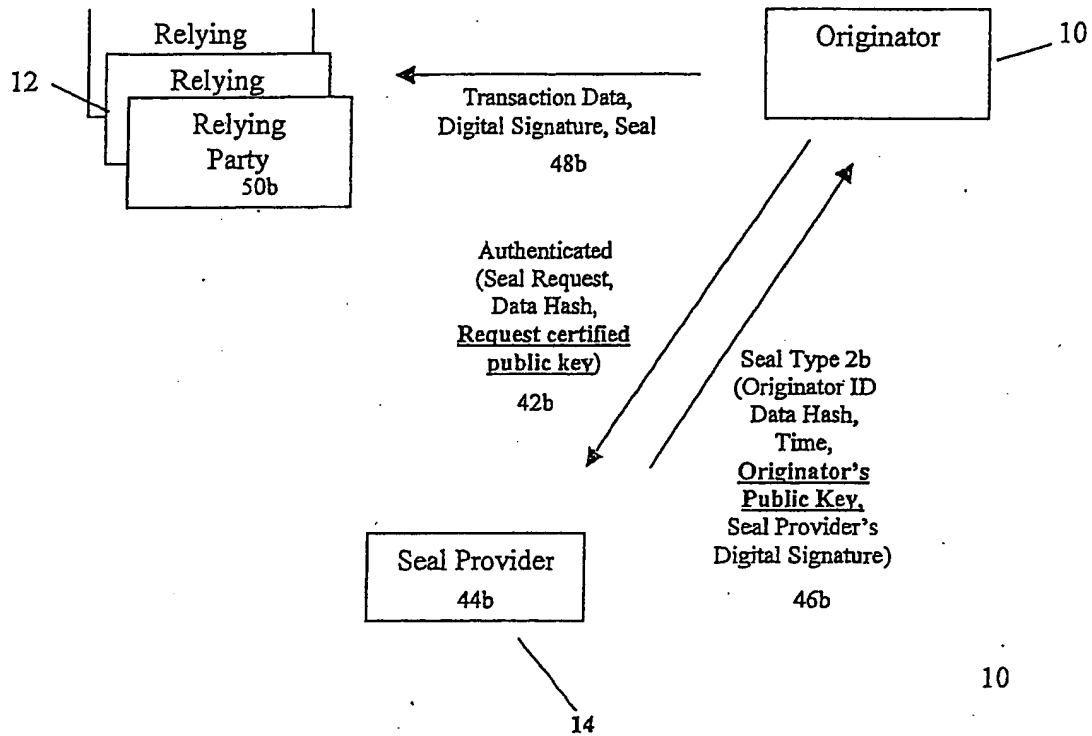 Relying
Relying
Relying
Party
50b
12
Originator
10
Transaction Data,
Digital Signature, Seal
48b
Authenticated
(Seal Request,
Data Hash,
Request certified
public key)
42b
Seal Type 2b
(Originator ID
Data Hash,
Time,
Originator's
Public Key,
Seal Provider's
Digital Signature)
46b
Seal Provider
44b
14
10